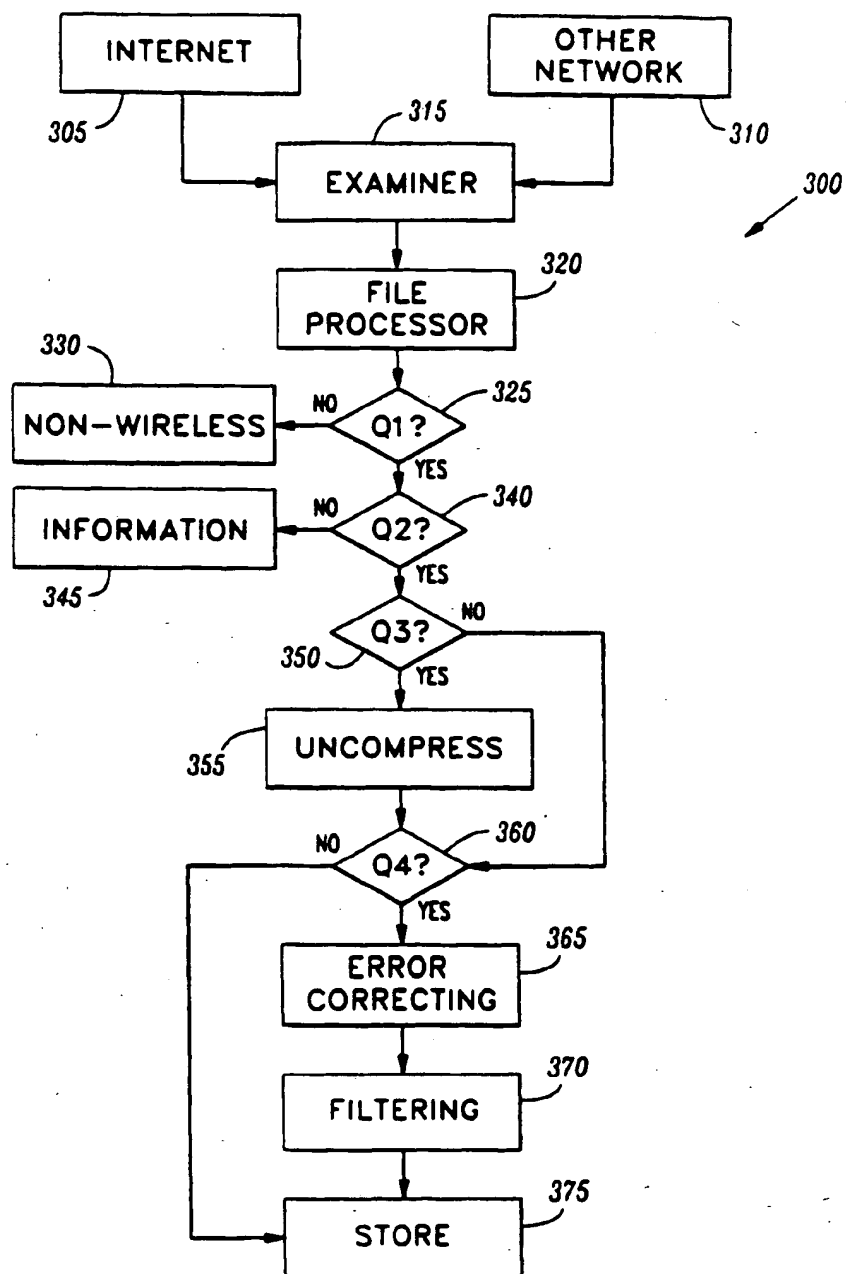 INTERNET
OTHER
NETWORK
305
315
310
EXAMINER
300
320
FILE
PROCESSOR
330
325
NON-WIRELESS
NO
Q1?
YES
340
INFORMATION
NO
Q2?
345
YES
Q3?
NO
350
YES
UNCOMPRESS
355
360
NO
Q4?
YES
365
ERROR
CORRECTING
370
FILTERING
375
STORE